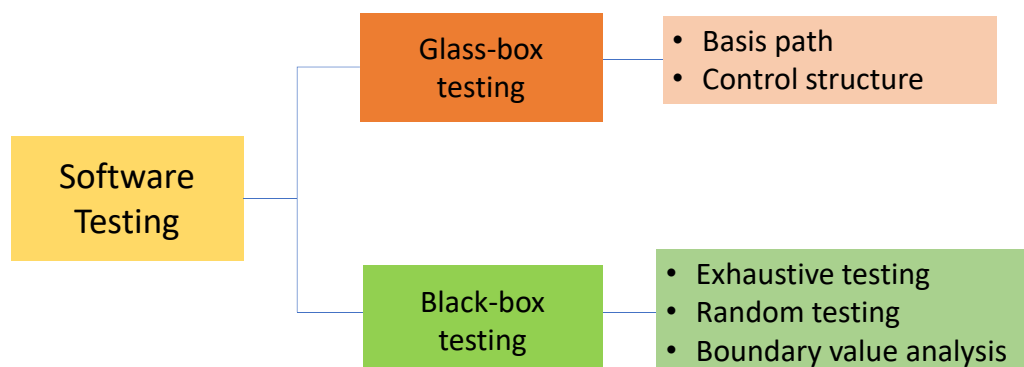 Software
Testing
Glass-box
testing
• Basis path
• Control structure
Black-box
testing
• Exhaustive testing
• Random testing
• Boundary value analysis